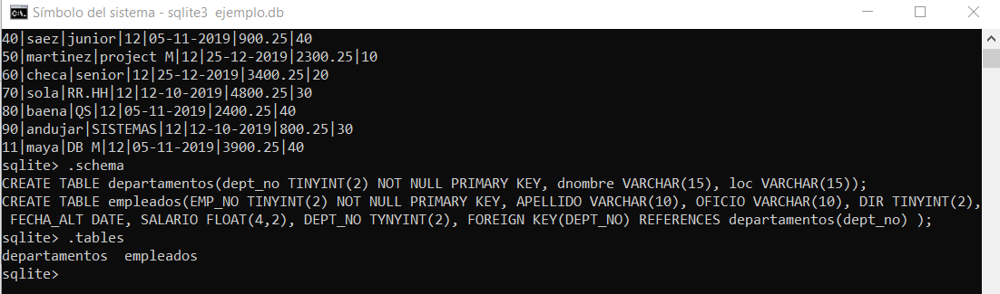 Símbolo del sistema - sqlite3 ejemplo.db
40|saez|junior|12|05-11-2019|900.25|40
50|martinez|project M|12|25-12-2019|2300.25|10
60|checa|senior|12|25-12-2019|3400.25|20
70|sola|RR.HH|12|12-10-2019|4800.25|30
80|baena|QS|12|05-11-2019|2400.25|40
90|andujar|SISTEMAS|12|12-10-2019|800.25|30
11|maya|DB M|12|05-11-2019|3900.25|40
sqlite> .schema
CREATE TABLE departamentos(dept_no TINYINT(2) NOT NULL PRIMARY KEY, dnombre VARCHAR(15), loc VARCHAR(15));
CREATE TABLE empleados(EMP_NO TINYINT(2) NOT NULL PRIMARY KEY, APELLIDO VARCHAR(10), OFICIO VARCHAR(10), DIR TINYINT(2),
FECHA_ALT DATE, SALARIO FLOAT(4,2), DEPT_NO TYNYINT(2), FOREIGN KEY(DEPT_NO) REFERENCES departamentos(dept_no) );
sqlite> .tables
departamentos  empleados
sqlite>